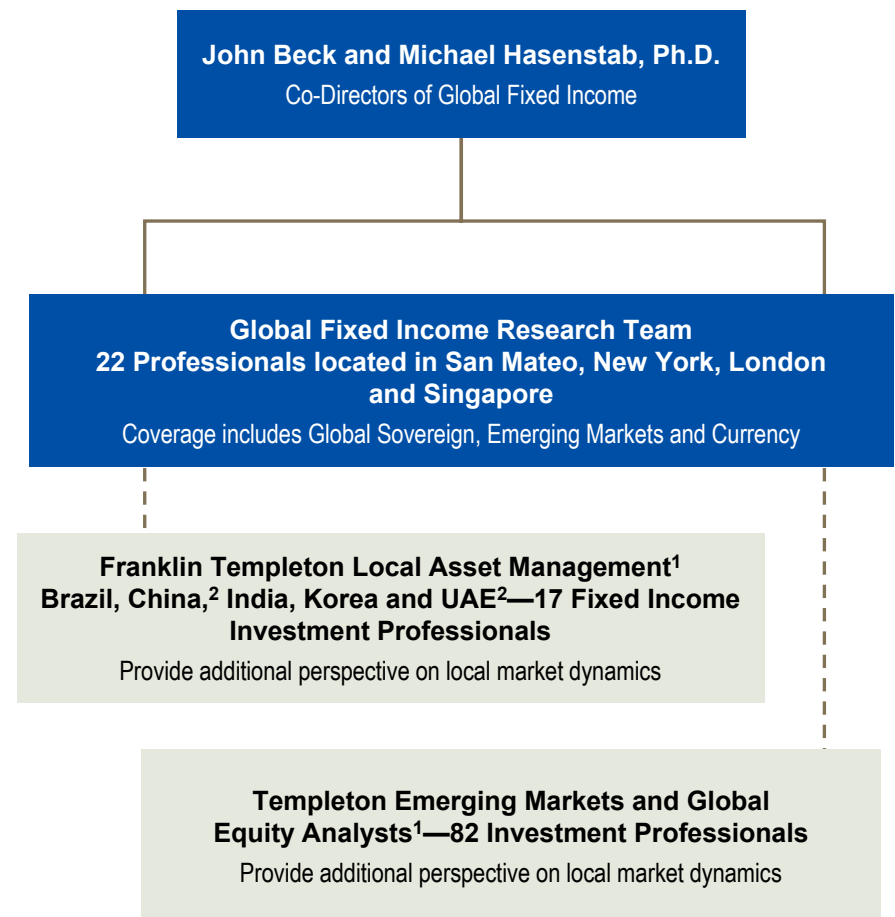 John Beck and Michael Hasenstab, Ph.D.
Co-Directors of Global Fixed Income
Global Fixed Income Research Team
22 Professionals located in San Mateo, New York, London
and Singapore
Coverage includes Global Sovereign, Emerging Markets and Currency
Franklin Templeton Local Asset Management¹
Brazil, China,² India, Korea and UAE²—17 Fixed Income
Investment Professionals
Provide additional perspective on local market dynamics
Templeton Emerging Markets and Global
Equity Analysts¹—82 Investment Professionals
Provide additional perspective on local market dynamics